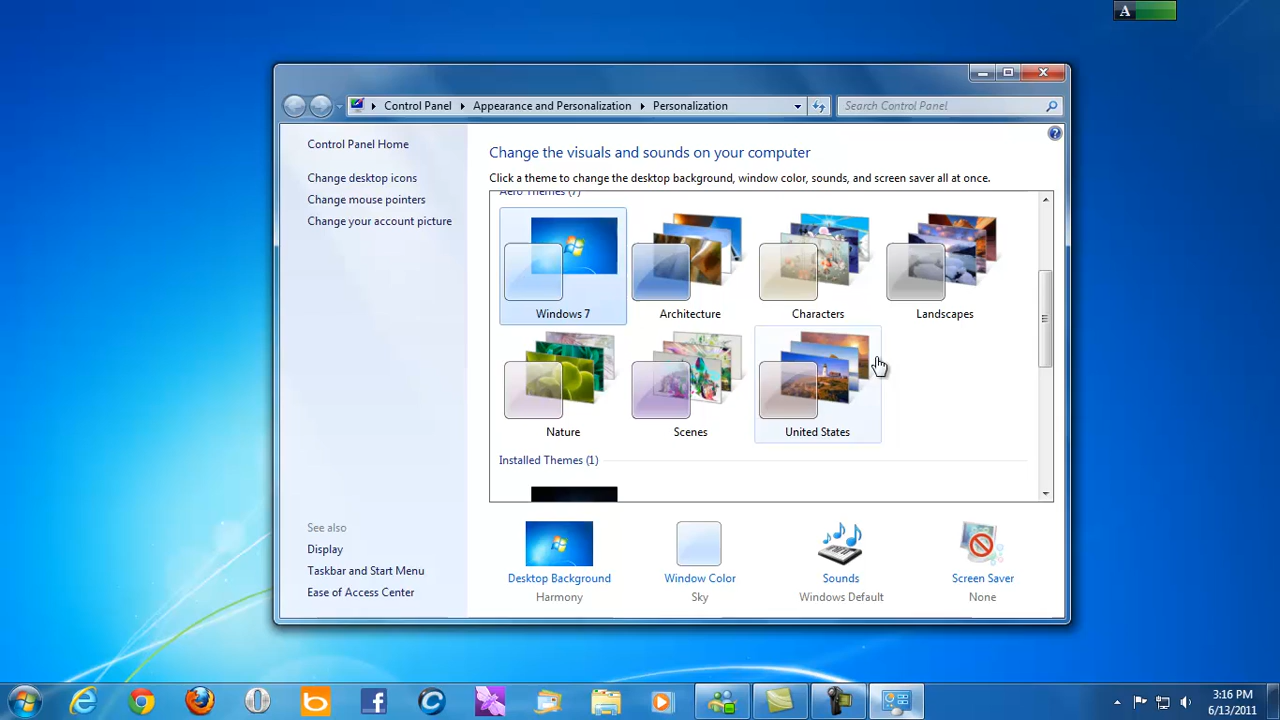 A
Control Panel Appearance and Personalization Personalization
Search Control Panel
Control Panel Home
Change desktop icons
Change mouse pointers
Change your account picture
See also
Display
Taskbar and Start Menu
Ease of Access Center
Change the visuals and sounds on your computer
Click a theme to change the desktop background, window color, sounds, and screen saver all at once.
Aero Themes (7)
Windows 7
Architecture
Characters
Landscapes
Nature
Scenes
United States
Installed Themes (1)
Desktop Background
Harmony
Window Color
Sky
Sounds
Windows Default
Screen Saver
None
3:16 PM
6/13/2011